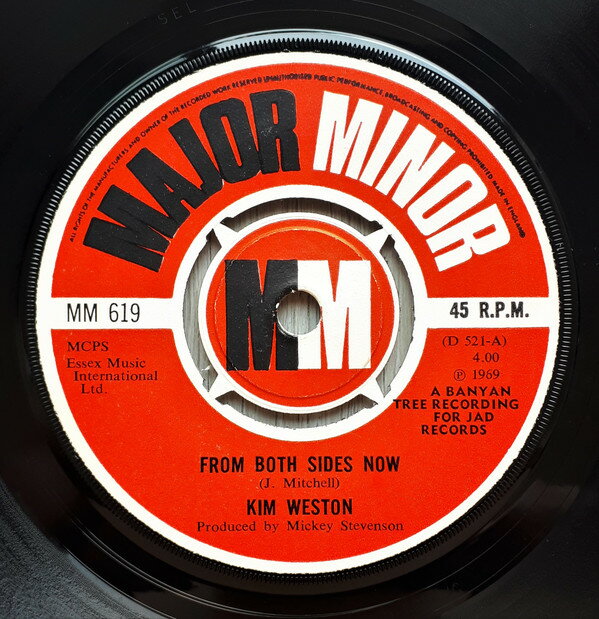 SEL
ALL RIGHTS OF THE MANUFACTURERS AND OWNER OF THE RECORDED WORK RESERVED UNAUTHORISED PUBLIC PERFORMANCE, BROADCASTING AND COPYING PROHIBITED MADE IN ENGLAND
MAJOR MINOR
MM
MM 619
45 R.P.M.
MCPS
Essex Music
International
Ltd.
(D 521-A)
4.00
℗ 1969
A BANYAN
TREE RECORDING
FOR JAD
RECORDS
FROM BOTH SIDES NOW
(J. Mitchell)
KIM WESTON
Produced by Mickey Stevenson